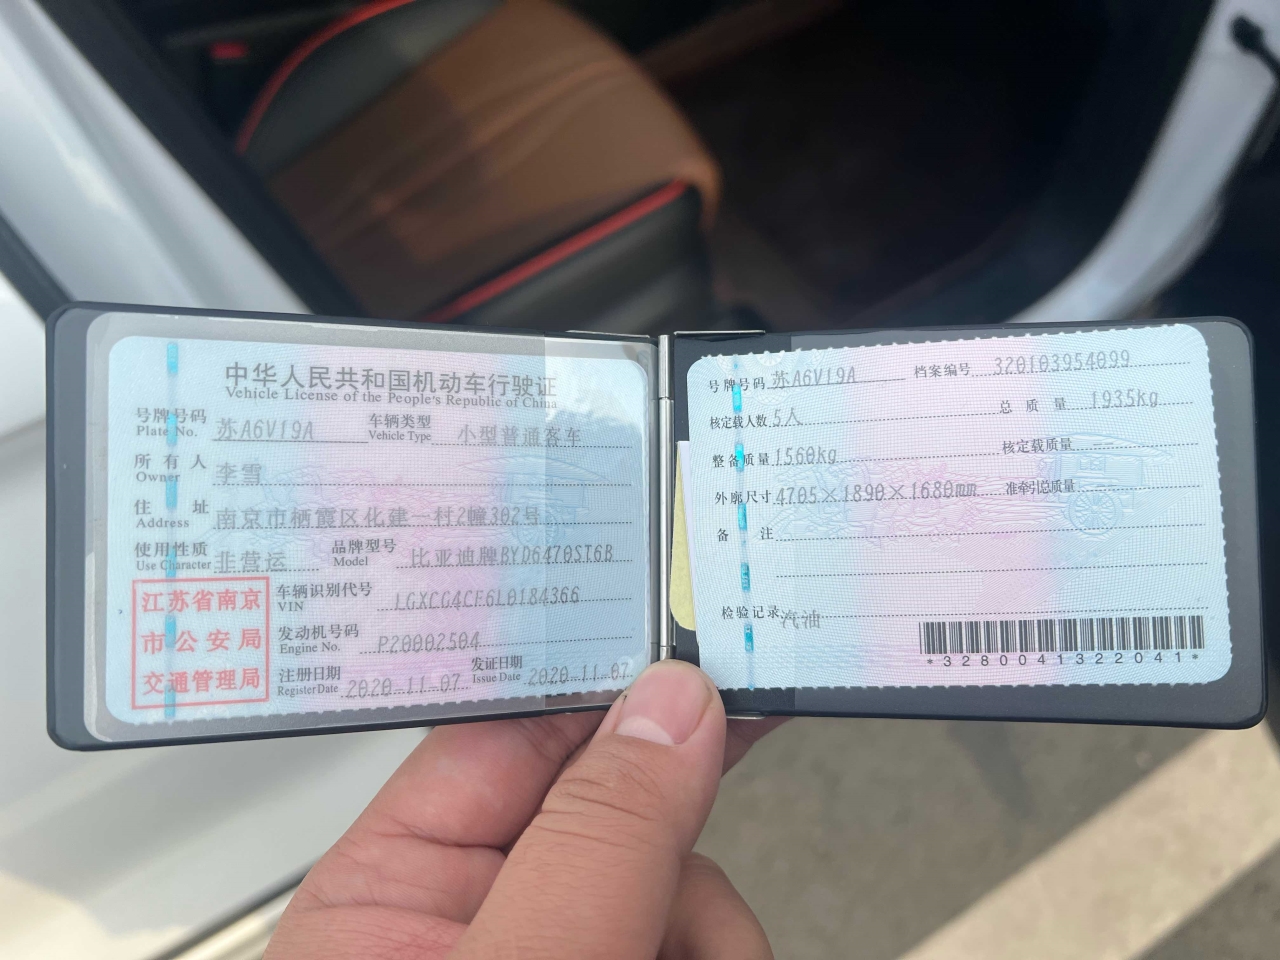 中华人民共和国机动车行驶证
Vehicle License of the People's Republic of China
号牌号码 苏A6V19A 车辆类型 小型普通客车
Plate No. Vehicle Type
所有人 李雪
Owner
住址 南京市栖霞区化建一村2幢302号
Address
使用性质 非营运 品牌型号 比亚迪牌BYD6470ST6B
Use Character Model
江苏省南京
市公安局
交通管理局
车辆识别代号 LGXCG4CF6L0184366
VIN
发动机号码 PZ0002504
Engine No.
注册日期 2020-11-07 发证日期 2020-11-07
Register Date Issue Date
号牌号码 苏A6V19A 档案编号 320103954099
核定载人数 5人 总质量 1935kg
整备质量 1560kg 核定载质量 --
外廓尺寸 4705×1890×1680mm 准牵引总质量
备注
检验记录 汽油
*3280041322041*